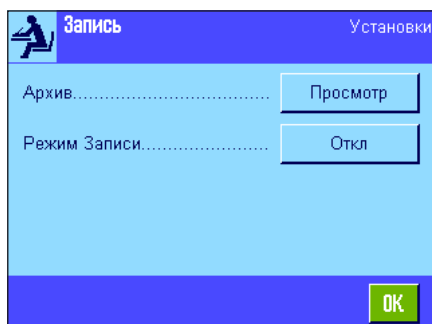 Запись Установки
Архив.................................. Просмотр
Режим Записи...................... Откл
OK